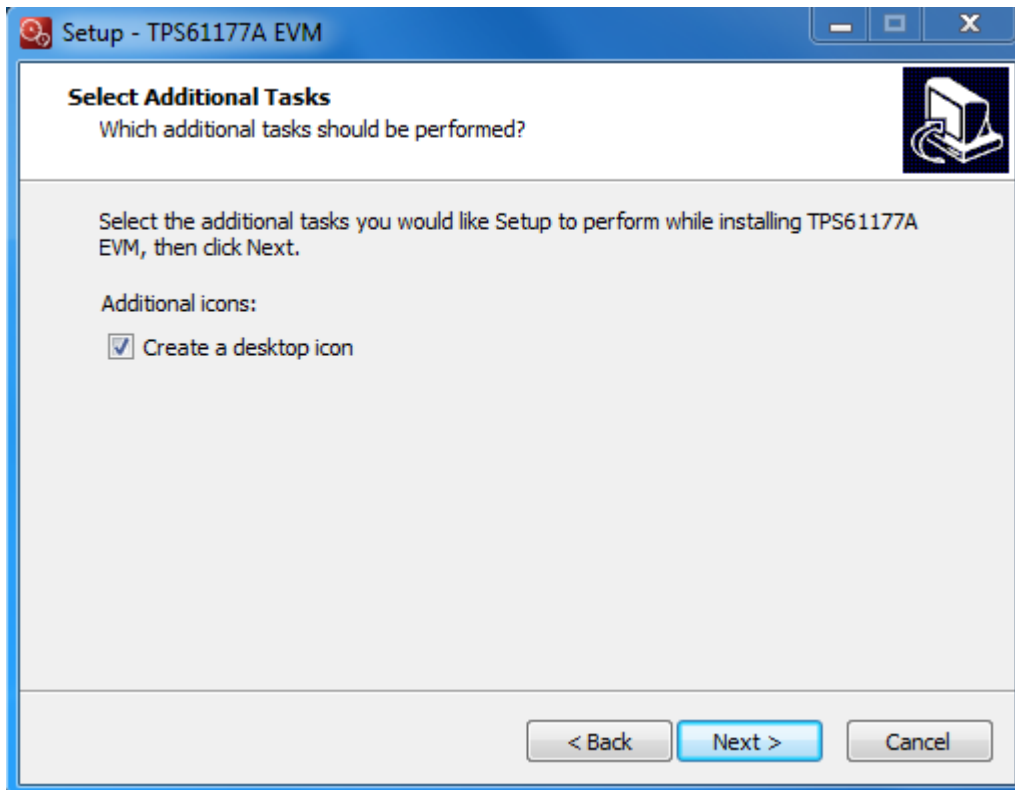 Setup - TPS61177A EVM
Select Additional Tasks
Which additional tasks should be performed?
Select the additional tasks you would like Setup to perform while installing TPS61177A
EVM, then click Next.
Additional icons:
Create a desktop icon
< Back Next > Cancel